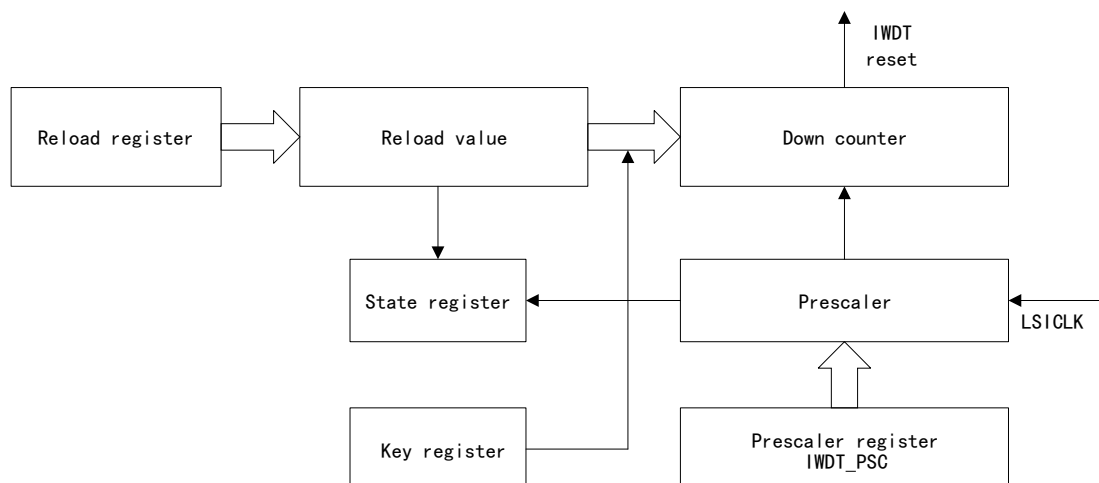 IWDT
reset
Reload register
Reload value
Down counter
State register
Prescaler
LSICLK
Key register
Prescaler register
IWDT_PSC